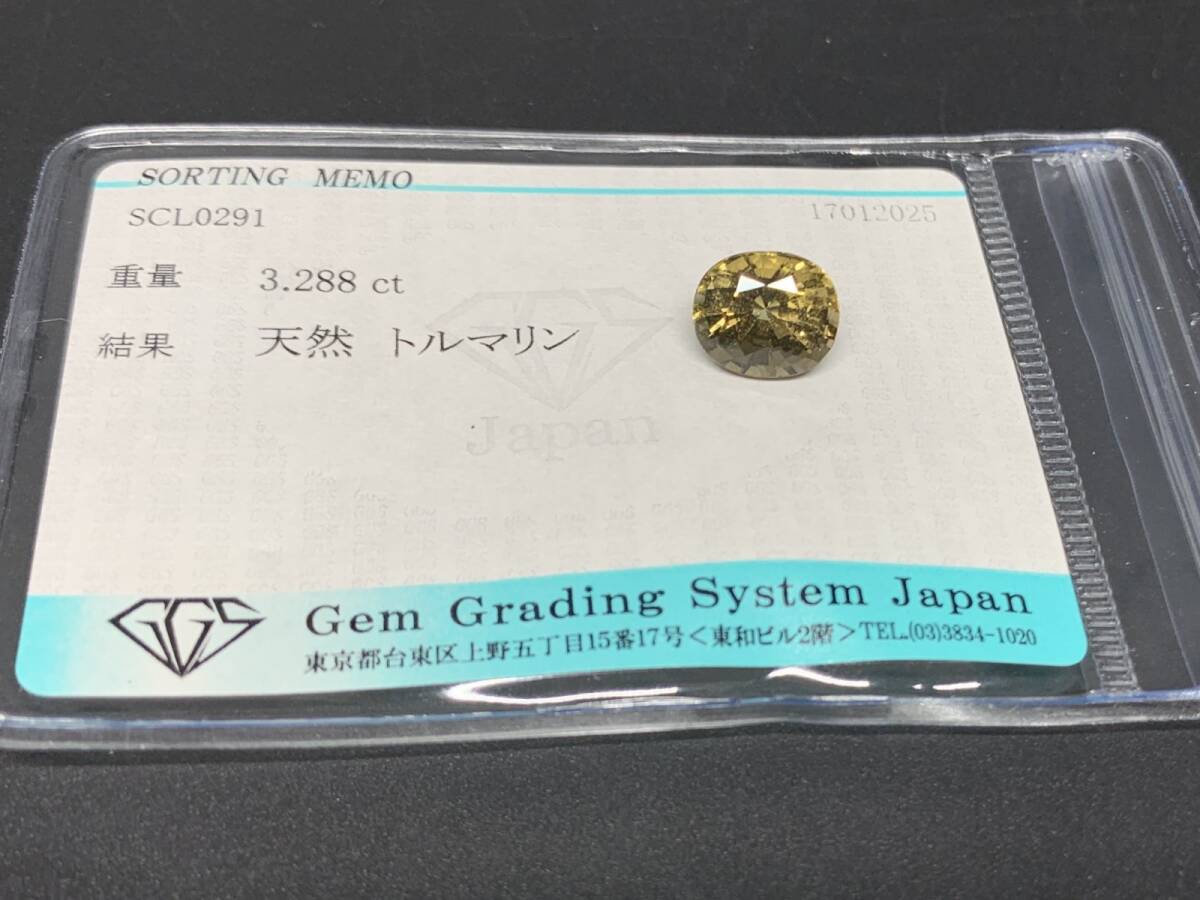 SORTING MEMO
SCL0291 17012025
重量 3.288 ct
結果 天然 トルマリン
GGS
Japan
GGS Gem Grading System Japan
東京都台東区上野五丁目15番17号<東和ビル2階>TEL.(03)3834-1020